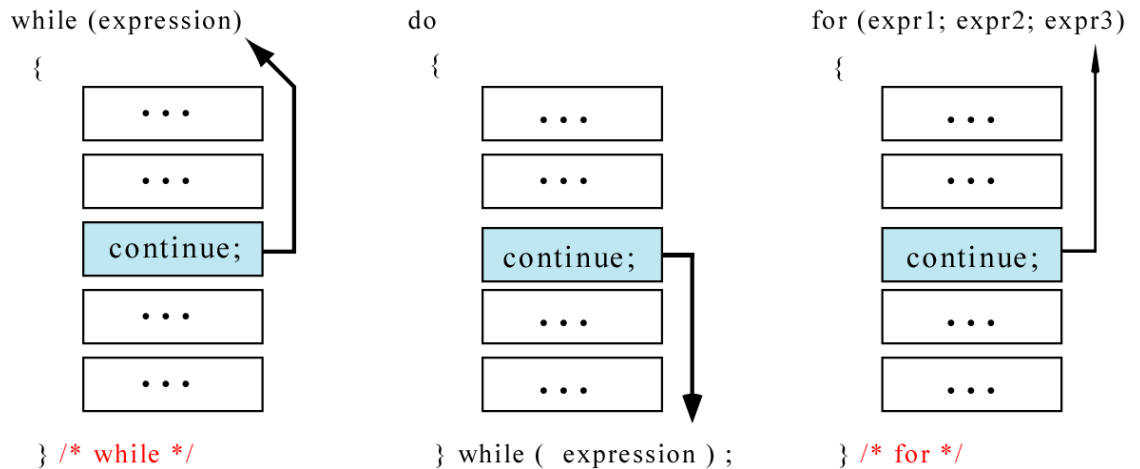 while (expression)
{
• • •
• • •
continue;
• • •
• • •
} /* while */
do
{
• • •
• • •
continue;
• • •
• • •
} while ( expression ) ;
for (expr1; expr2; expr3)
{
• • •
• • •
continue;
• • •
• • •
} /* for */